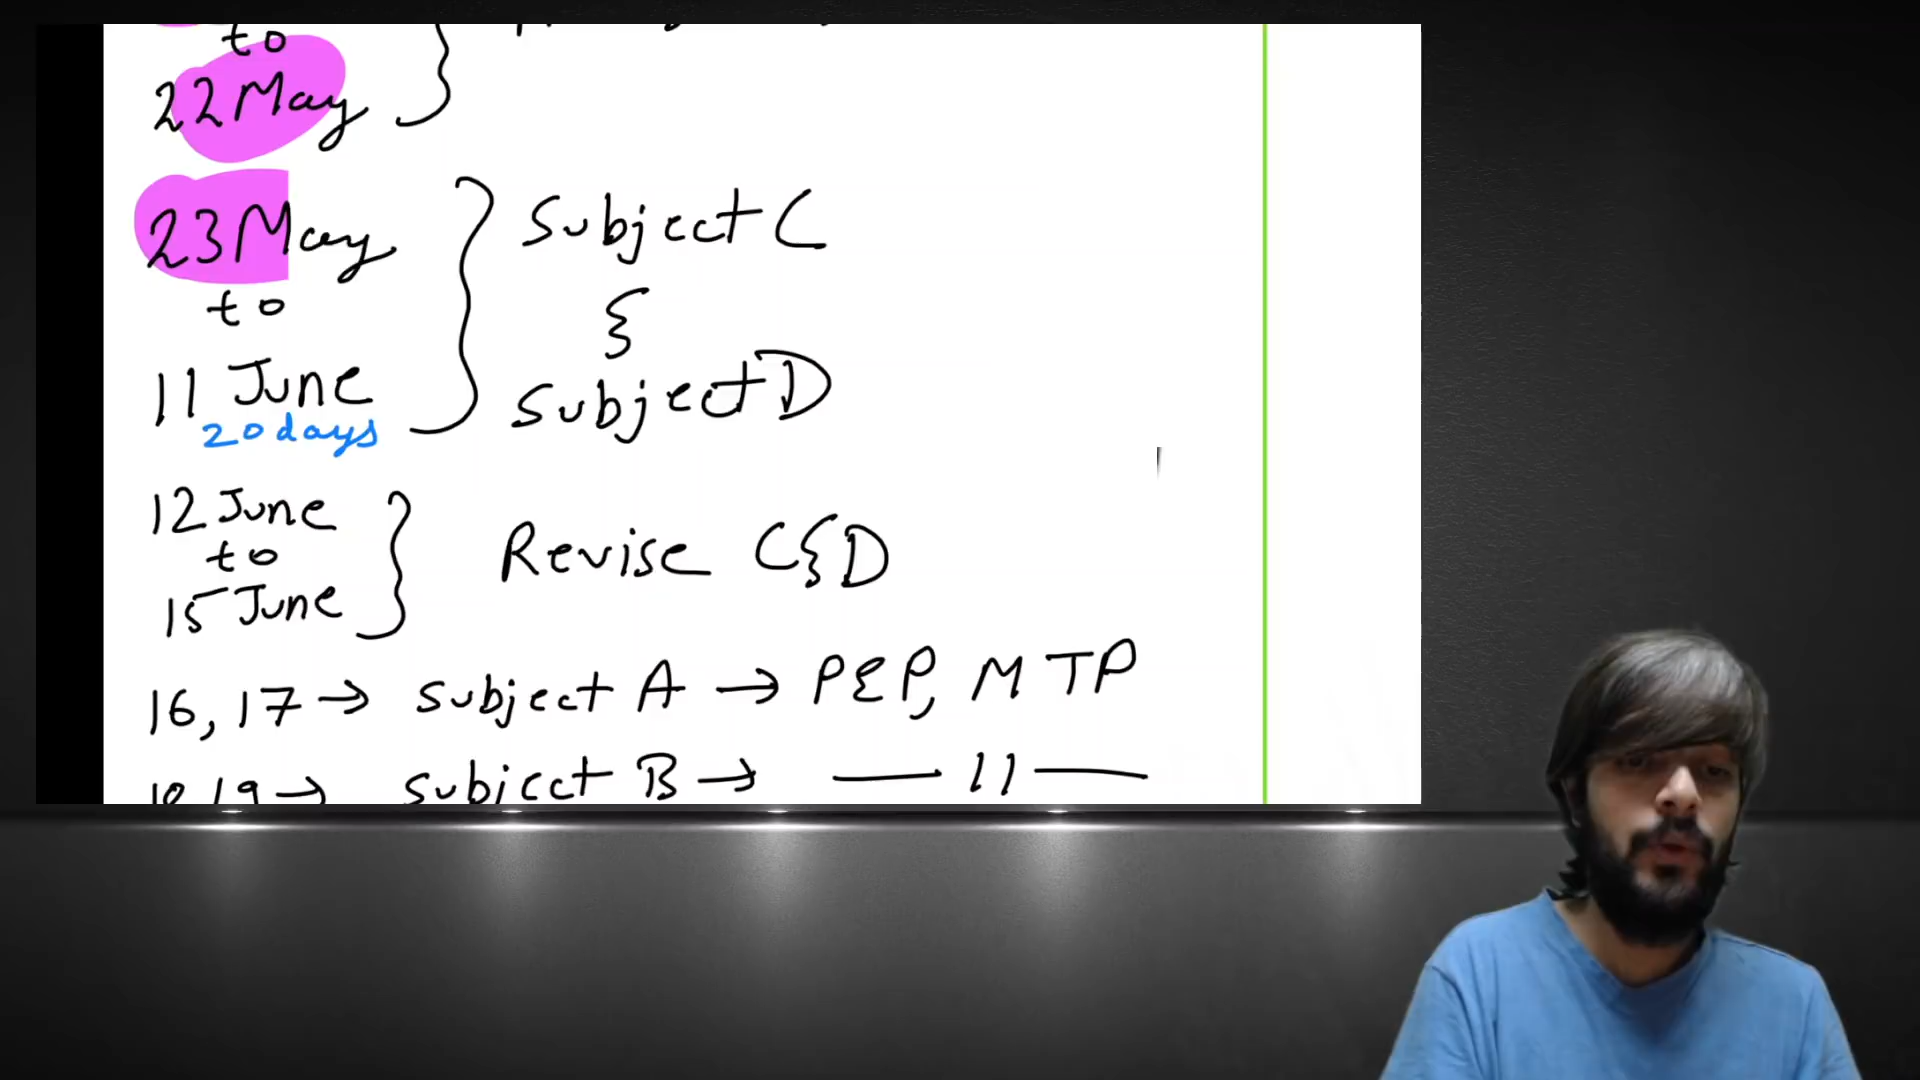 to
22 May
23 May
to
11 June
20 days
Subject C
&
Subject D
12 June
to
15 June
Revise C & D
16, 17 → Subject A → P & P, MTP
19 → Subject B → — 11 —